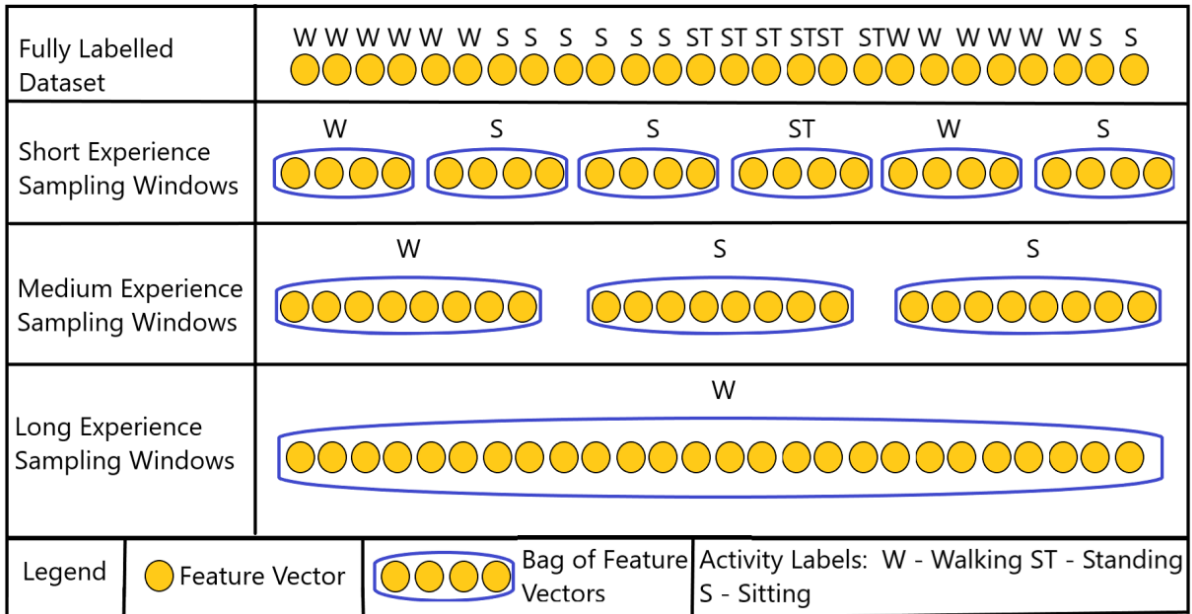 Fully Labelled
Dataset
W W W W W W S S S S S S ST ST ST STST STW W W W W W S S
Short Experience
Sampling Windows
W S S ST W S
Medium Experience
Sampling Windows
W S S
Long Experience
Sampling Windows
W
Legend
Feature Vector
Bag of Feature
Vectors
Activity Labels: W - Walking ST - Standing
S - Sitting